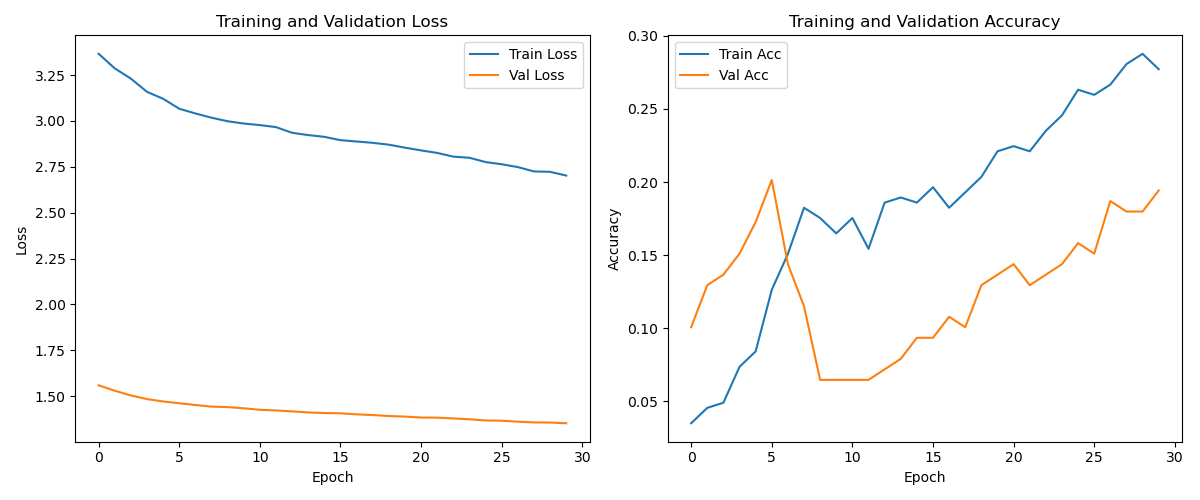 Training and Validation Loss
Train Loss
Val Loss
3.25
3.00
2.75
2.50
2.25
2.00
1.75
1.50
Loss
0 5 10 15 20 25 30
Epoch
Training and Validation Accuracy
Train Acc
Val Acc
0.30
0.25
0.20
0.15
0.10
0.05
Accuracy
0 5 10 15 20 25 30
Epoch